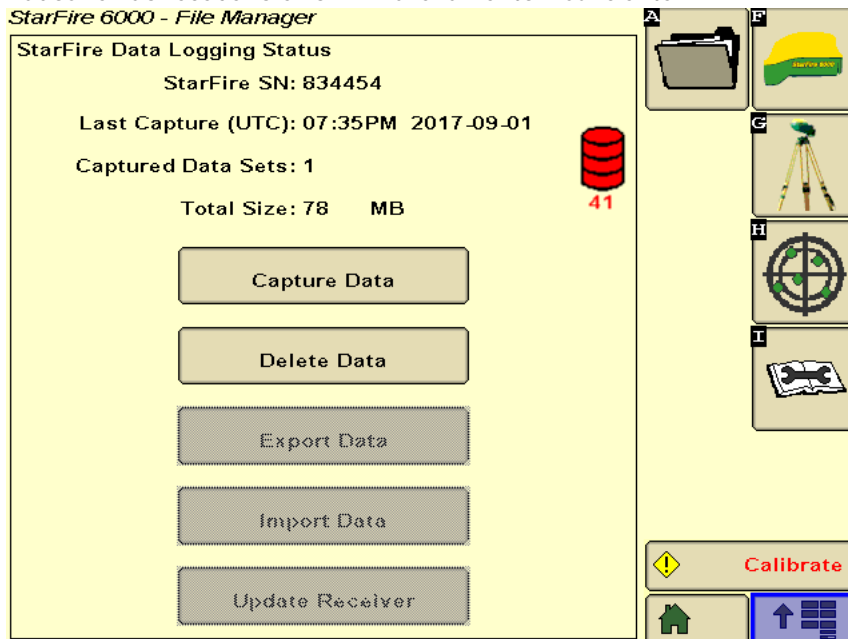 StarFire 6000 - File Manager
StarFire Data Logging Status
StarFire SN: 834454
Last Capture (UTC): 07:35PM 2017-09-01
Captured Data Sets: 1
Total Size: 78 MB
41
Capture Data
Delete Data
Export Data
Import Data
Update Receiver
A
F
StarFire 6000
G
H
I
Calibrate